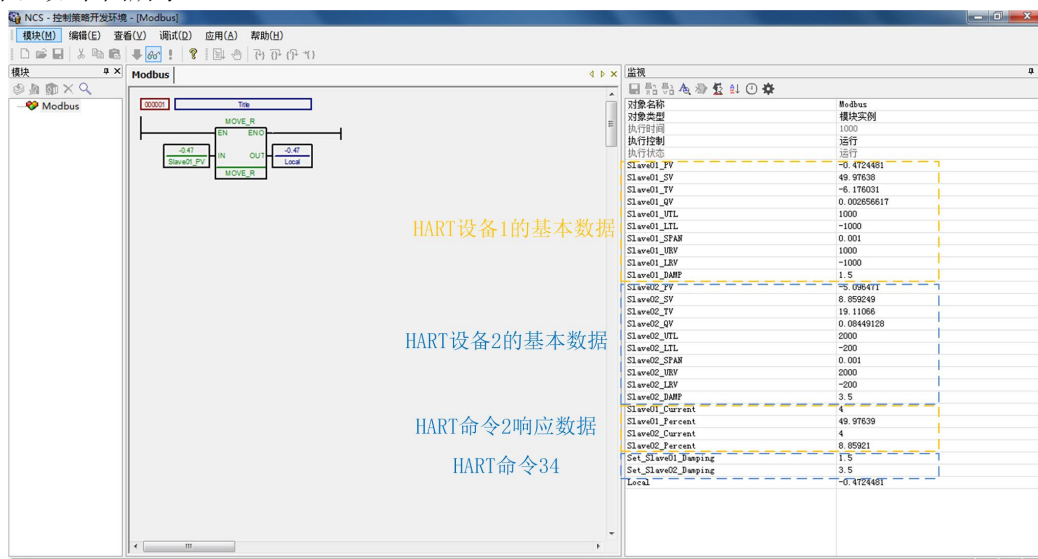 NCS - 控制策略开发环境 - [Modbus]
模块(M) 编辑(E) 查看(V) 调试(D) 应用(A) 帮助(H)
模块
Modbus
Modbus
000001 Title
MOVE_R
EN ENO
-0.47 IN OUT -0.47
Slave01_PV Local
MOVE_R
HART设备1的基本数据
HART设备2的基本数据
HART命令2响应数据
HART命令34
监视
对象名称 Modbus
对象类型 模块实例
执行时间 1000
执行控制 运行
执行状态 运行
Slave01_PV -0.4724481
Slave01_SV 49.97638
Slave01_TV -6.176031
Slave01_QV 0.002656617
Slave01_UTL 1000
Slave01_LTL -1000
Slave01_SPAN 0.001
Slave01_URV 1000
Slave01_LRV -1000
Slave01_DAMP 1.5
Slave02_PV -5.096471
Slave02_SV 8.859249
Slave02_TV 19.11066
Slave02_QV 0.08449128
Slave02_UTL 2000
Slave02_LTL -200
Slave02_SPAN 0.001
Slave02_URV 2000
Slave02_LRV -200
Slave02_DAMP 3.5
Slave01_Current 4
Slave01_Percent 49.97639
Slave02_Current 4
Slave02_Percent 8.85921
Set_Slave01_Damping 1.5
Set_Slave02_Damping 3.5
Local -0.4724481